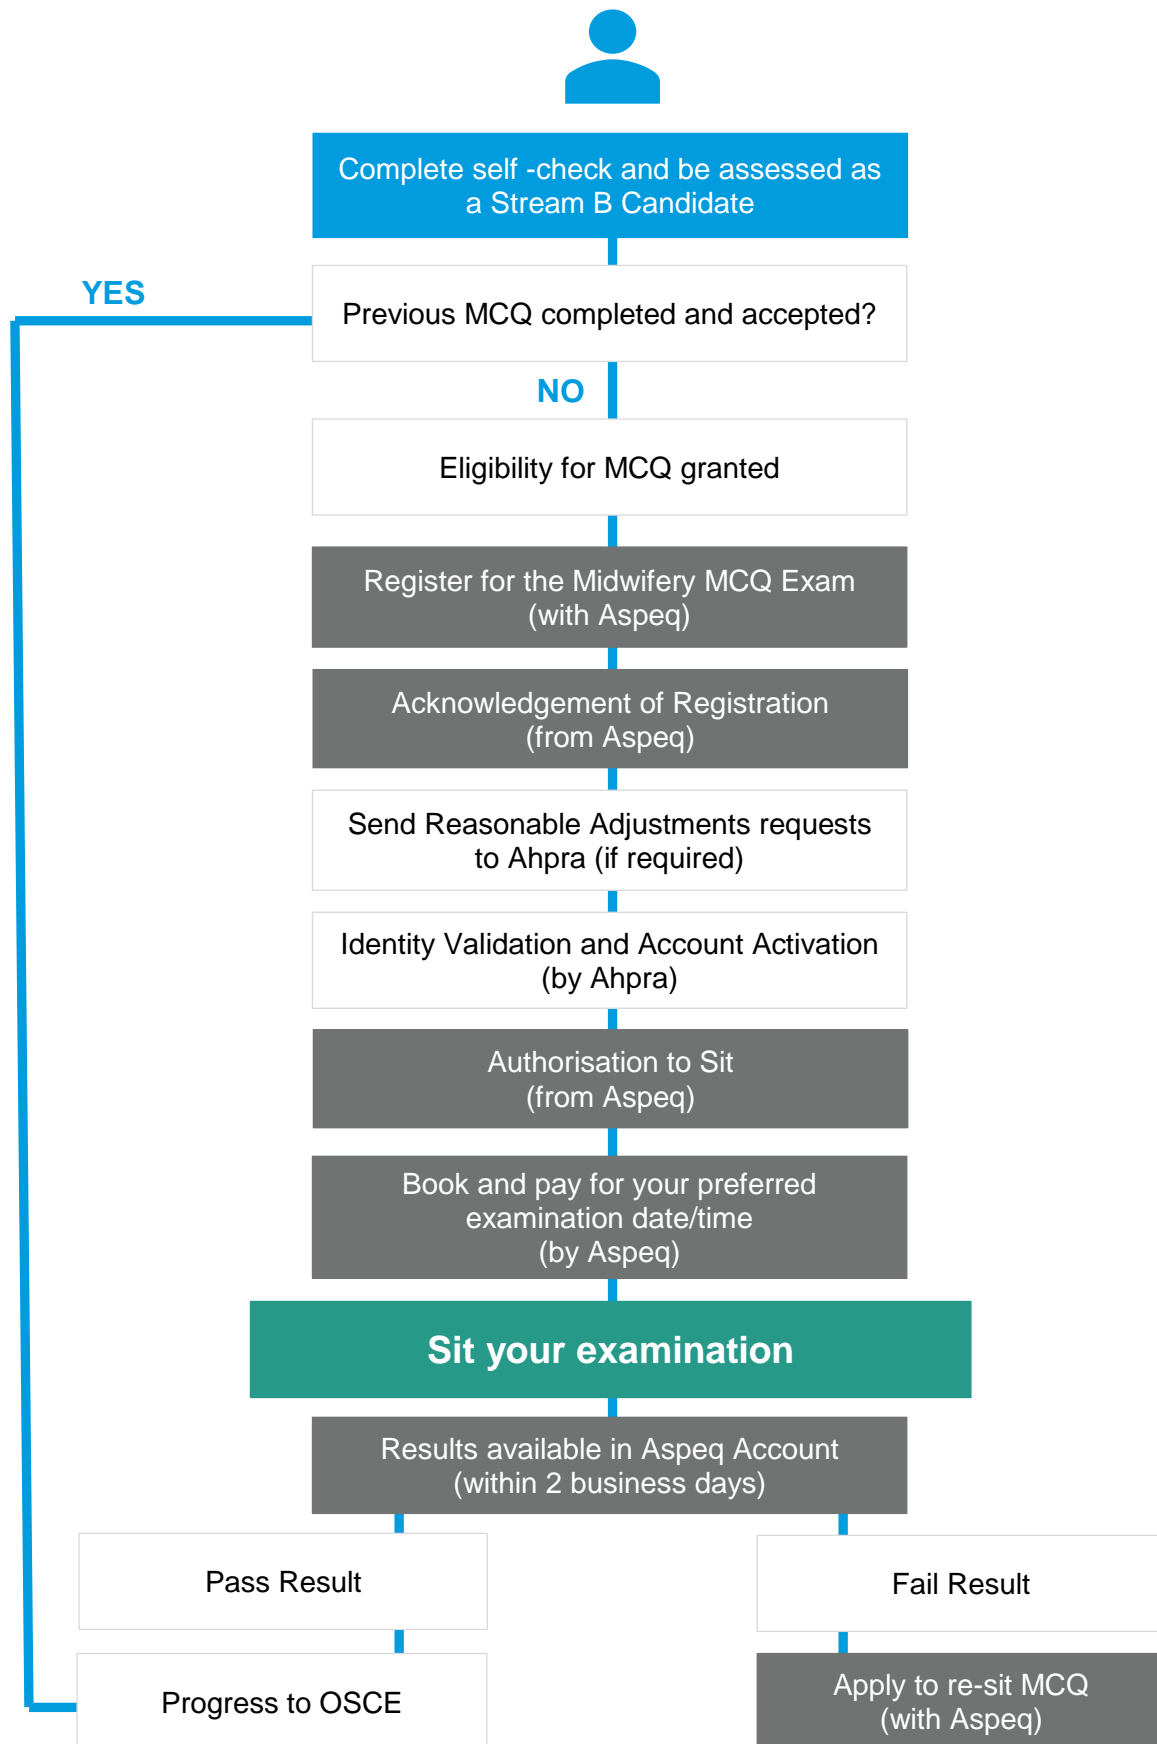 Complete self -check and be assessed as
a Stream B Candidate
YES
Previous MCQ completed and accepted?
NO
Eligibility for MCQ granted
Register for the Midwifery MCQ Exam
(with Aspeq)
Acknowledgement of Registration
(from Aspeq)
Send Reasonable Adjustments requests
to Ahpra (if required)
Identity Validation and Account Activation
(by Ahpra)
Authorisation to Sit
(from Aspeq)
Book and pay for your preferred
examination date/time
(by Aspeq)
Sit your examination
Results available in Aspeq Account
(within 2 business days)
Pass Result
Fail Result
Progress to OSCE
Apply to re-sit MCQ
(with Aspeq)